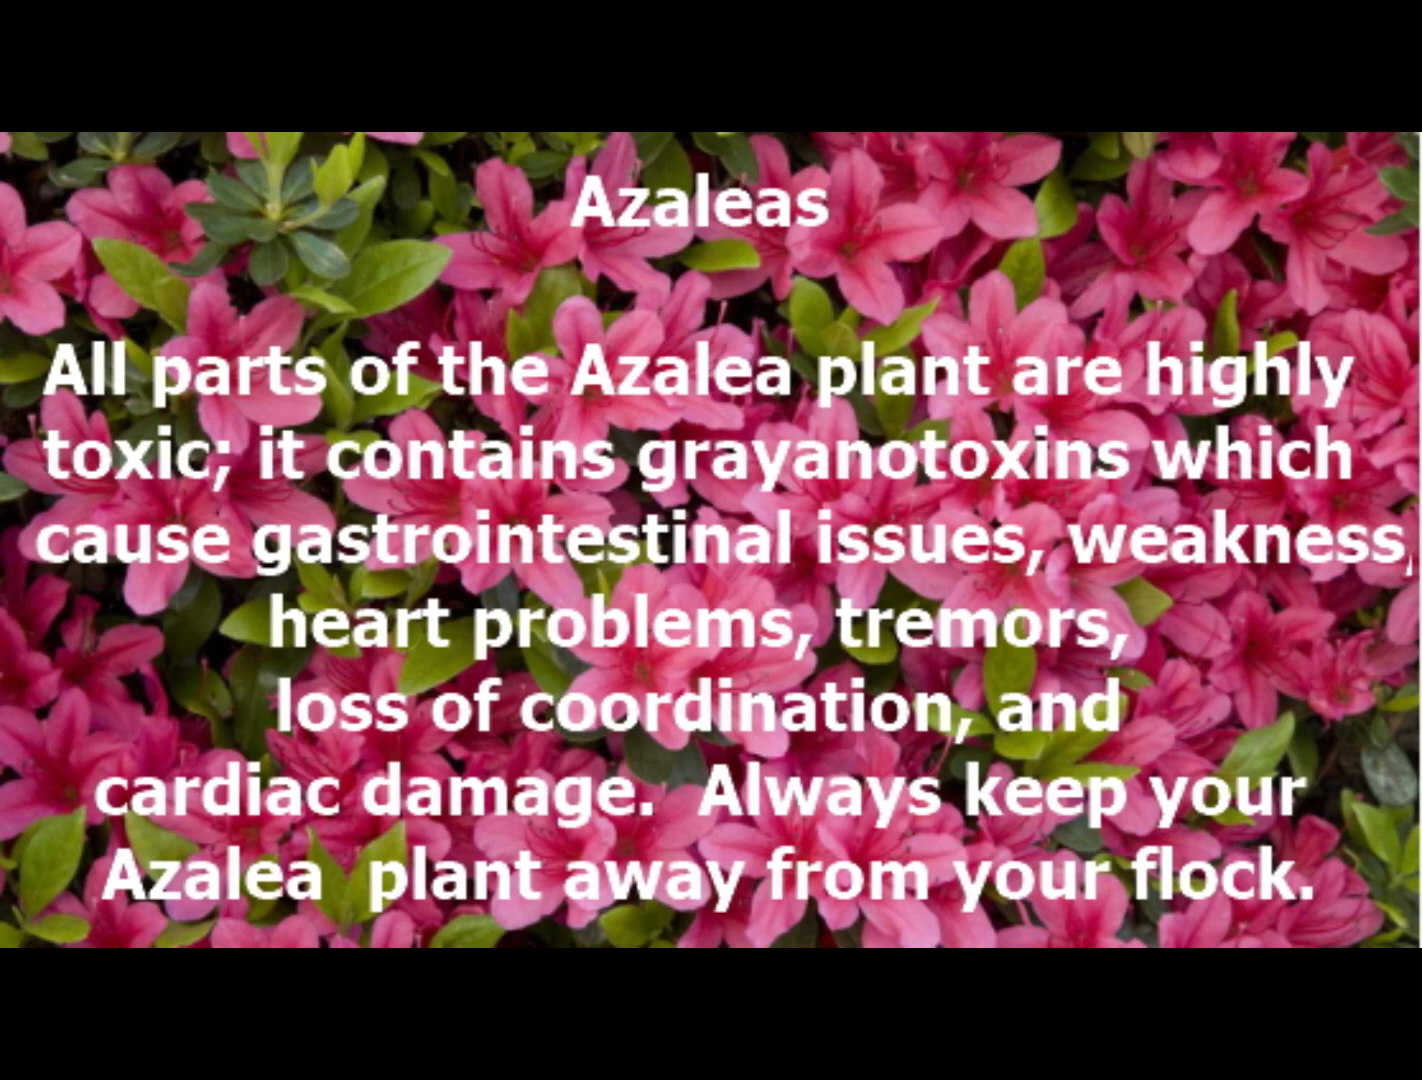 Azaleas
All parts of the Azalea plant are highly
toxic; it contains grayanotoxins which
cause gastrointestinal issues, weakness,
heart problems, tremors,
loss of coordination, and
cardiac damage.  Always keep your
Azalea  plant away from your flock.